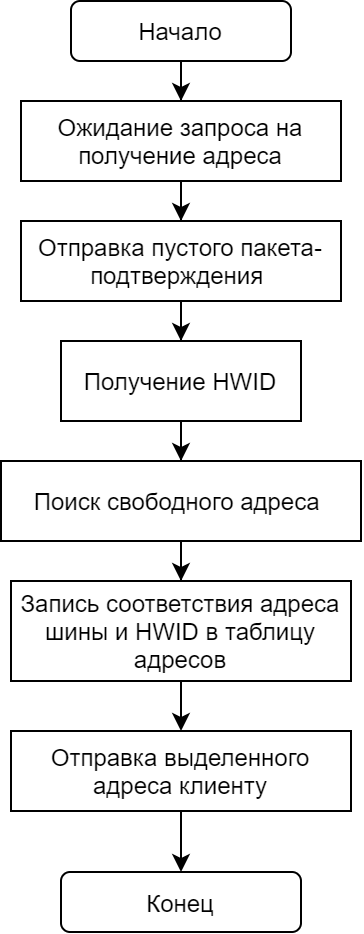 Начало
Ожидание запроса на
получение адреса
Отправка пустого пакета-
подтверждения
Получение HWID
Поиск свободного адреса
Запись соответствия адреса
шины и HWID в таблицу
адресов
Отправка выделенного
адреса клиенту
Конец